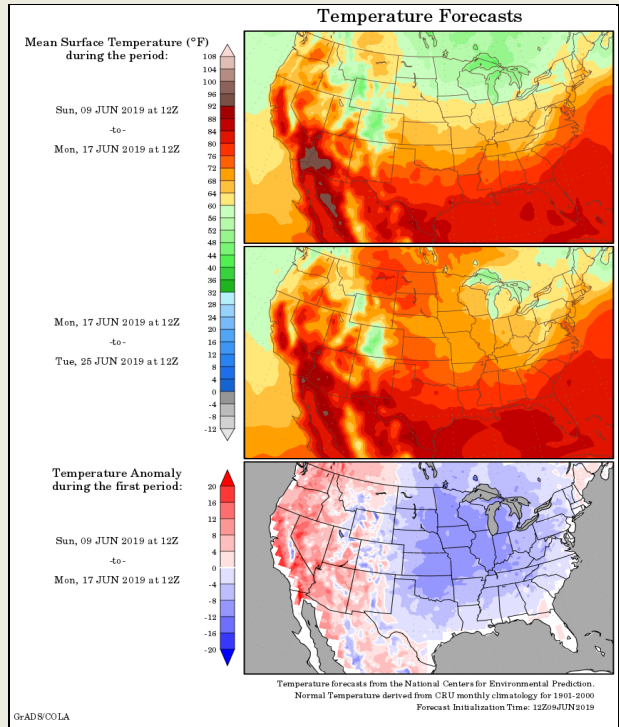 Temperature Forecasts
Mean Surface Temperature (°F)
during the period:
Sun, 09 JUN 2019 at 12Z
-to-
Mon, 17 JUN 2019 at 12Z
108
104
100
96
92
88
84
80
76
72
68
64
60
56
52
48
44
40
36
32
28
24
20
16
12
8
4
0
-4
-8
-12
Mon, 17 JUN 2019 at 12Z
-to-
Tue, 25 JUN 2019 at 12Z
Temperature Anomaly
during the first period:
Sun, 09 JUN 2019 at 12Z
-to-
Mon, 17 JUN 2019 at 12Z
20
16
12
8
4
0
-4
-8
-12
-16
-20
Temperature forecasts from the National Centers for Environmental Prediction.
Normal Temperature derived from CRU monthly climatology for 1901-2000
Forecast Initialization Time: 12Z09JUN2019
GrADS/COLA